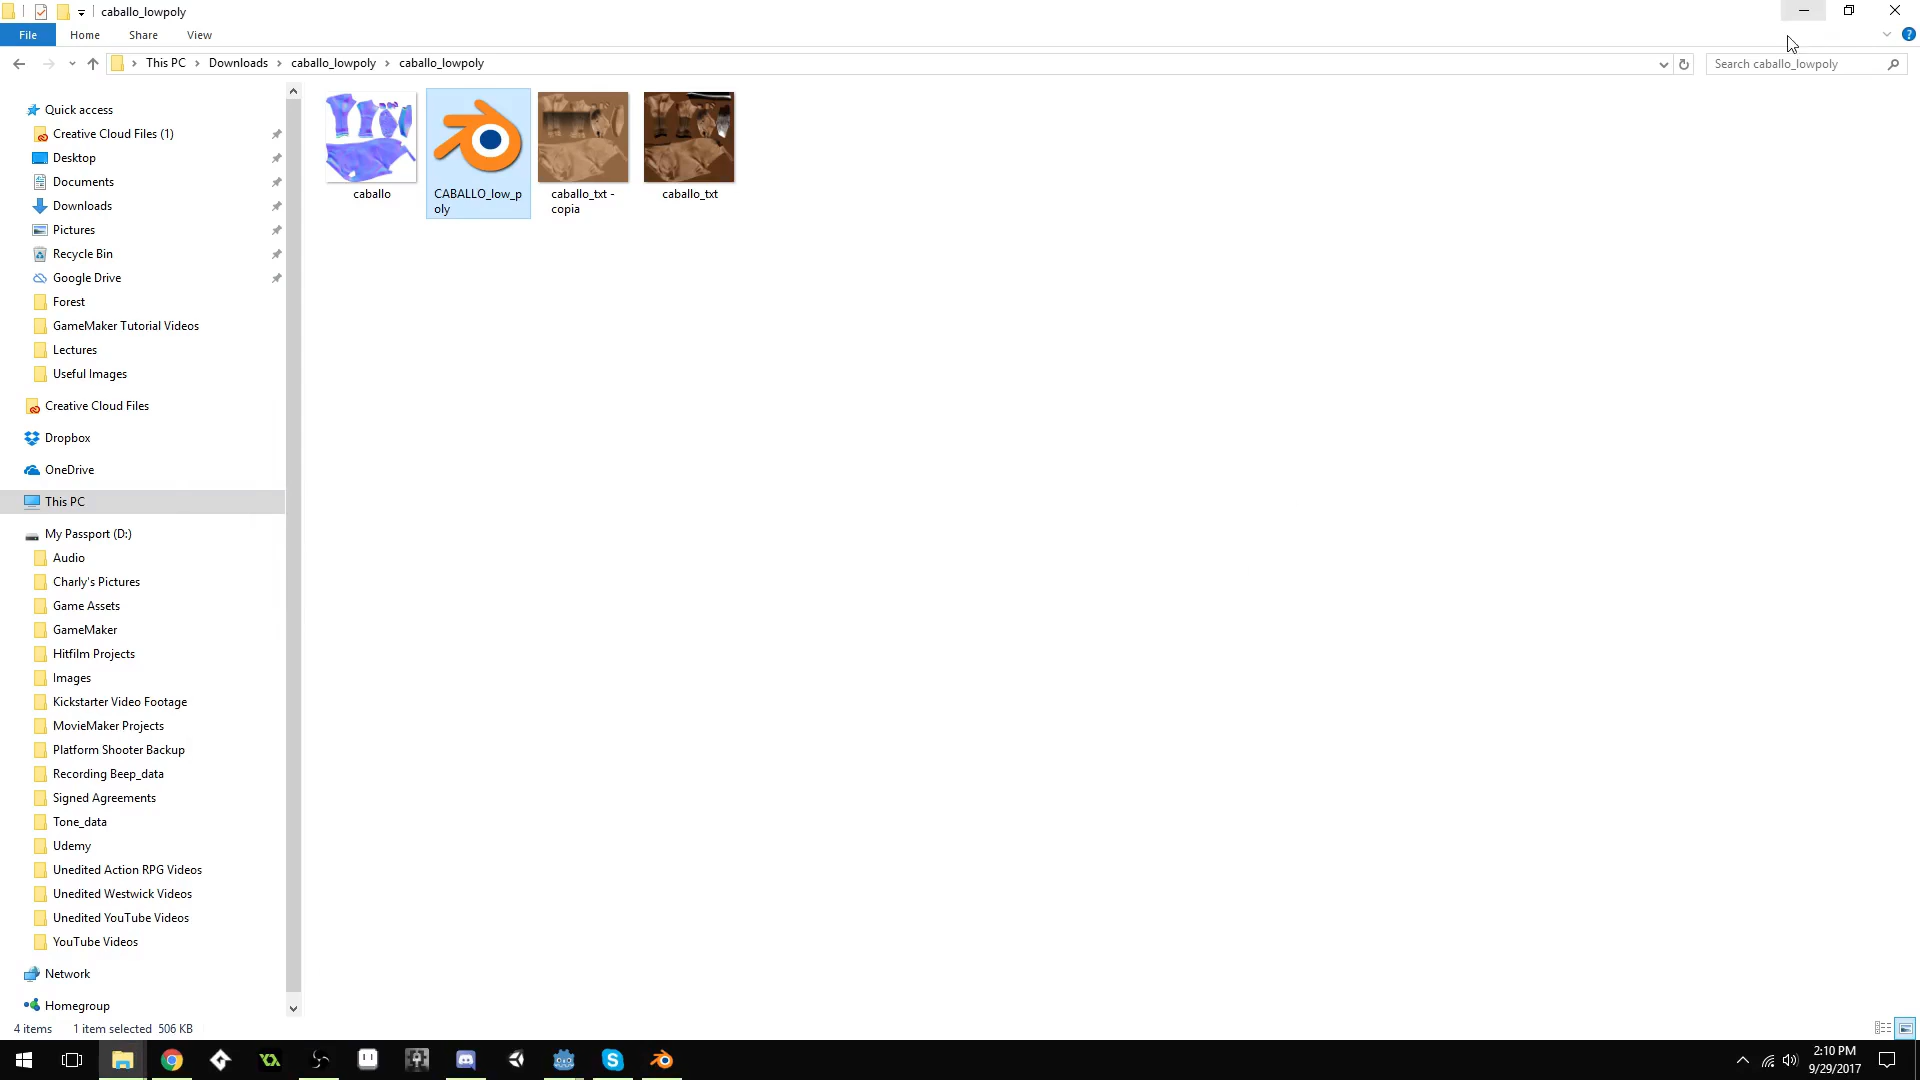 caballo_lowpoly
File Home Share View
This PC Downloads caballo_lowpoly caballo_lowpoly
Search caballo_lowpoly
Quick access
Creative Cloud Files (1)
Desktop
Documents
Downloads
Pictures
Recycle Bin
Google Drive
Forest
GameMaker Tutorial Videos
Lectures
Useful Images
Creative Cloud Files
Dropbox
OneDrive
This PC
My Passport (D:)
Audio
Charly's Pictures
Game Assets
GameMaker
Hitfilm Projects
Images
Kickstarter Video Footage
MovieMaker Projects
Platform Shooter Backup
Recording Beep_data
Signed Agreements
Tone_data
Udemy
Unedited Action RPG Videos
Unedited Westwick Videos
Unedited YouTube Videos
YouTube Videos
Network
Homegroup
caballo
CABALLO_low_p
oly
caballo_txt -
copia
caballo_txt
4 items 1 item selected 506 KB
2:10 PM
9/29/2017